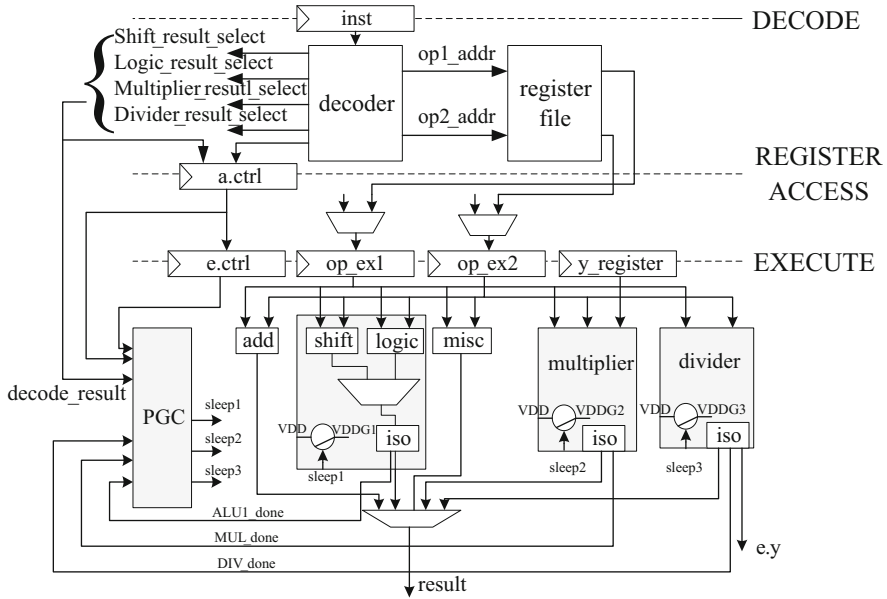 inst
DECODE
Shift_result_select
Logic_result_select
Multiplier_resutl_select
Divider_result_select
decoder
op1_addr
op2_addr
register
file
REGISTER
ACCESS
a.ctrl
e.ctrl
op_ex1
op_ex2
y_register
EXECUTE
add
shift
logic
misc
multiplier
divider
decode_result
PGC
sleep1
sleep2
sleep3
VDD
VDDG1
iso
sleep1
VDD
VDDG2
iso
sleep2
VDD
VDDG3
iso
sleep3
ALU1_done
MUL_done
DIV_done
e.y
result